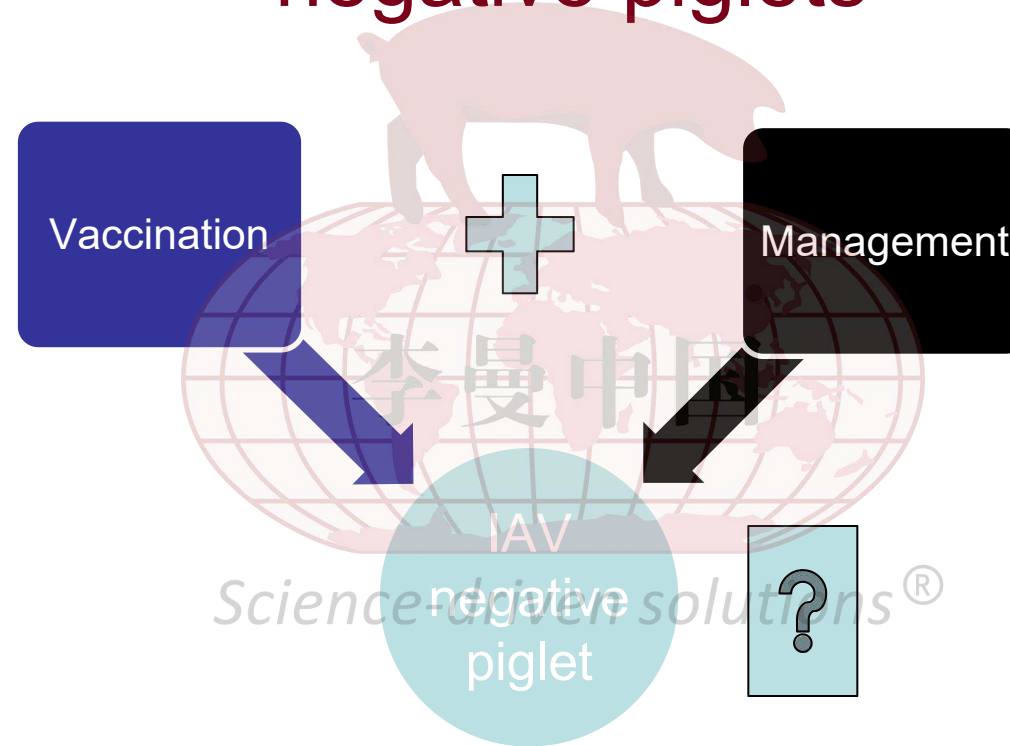 negative piglets
Vaccination
Management
李曼中国
IAV
negative
piglet
?
Science-driven solutions®